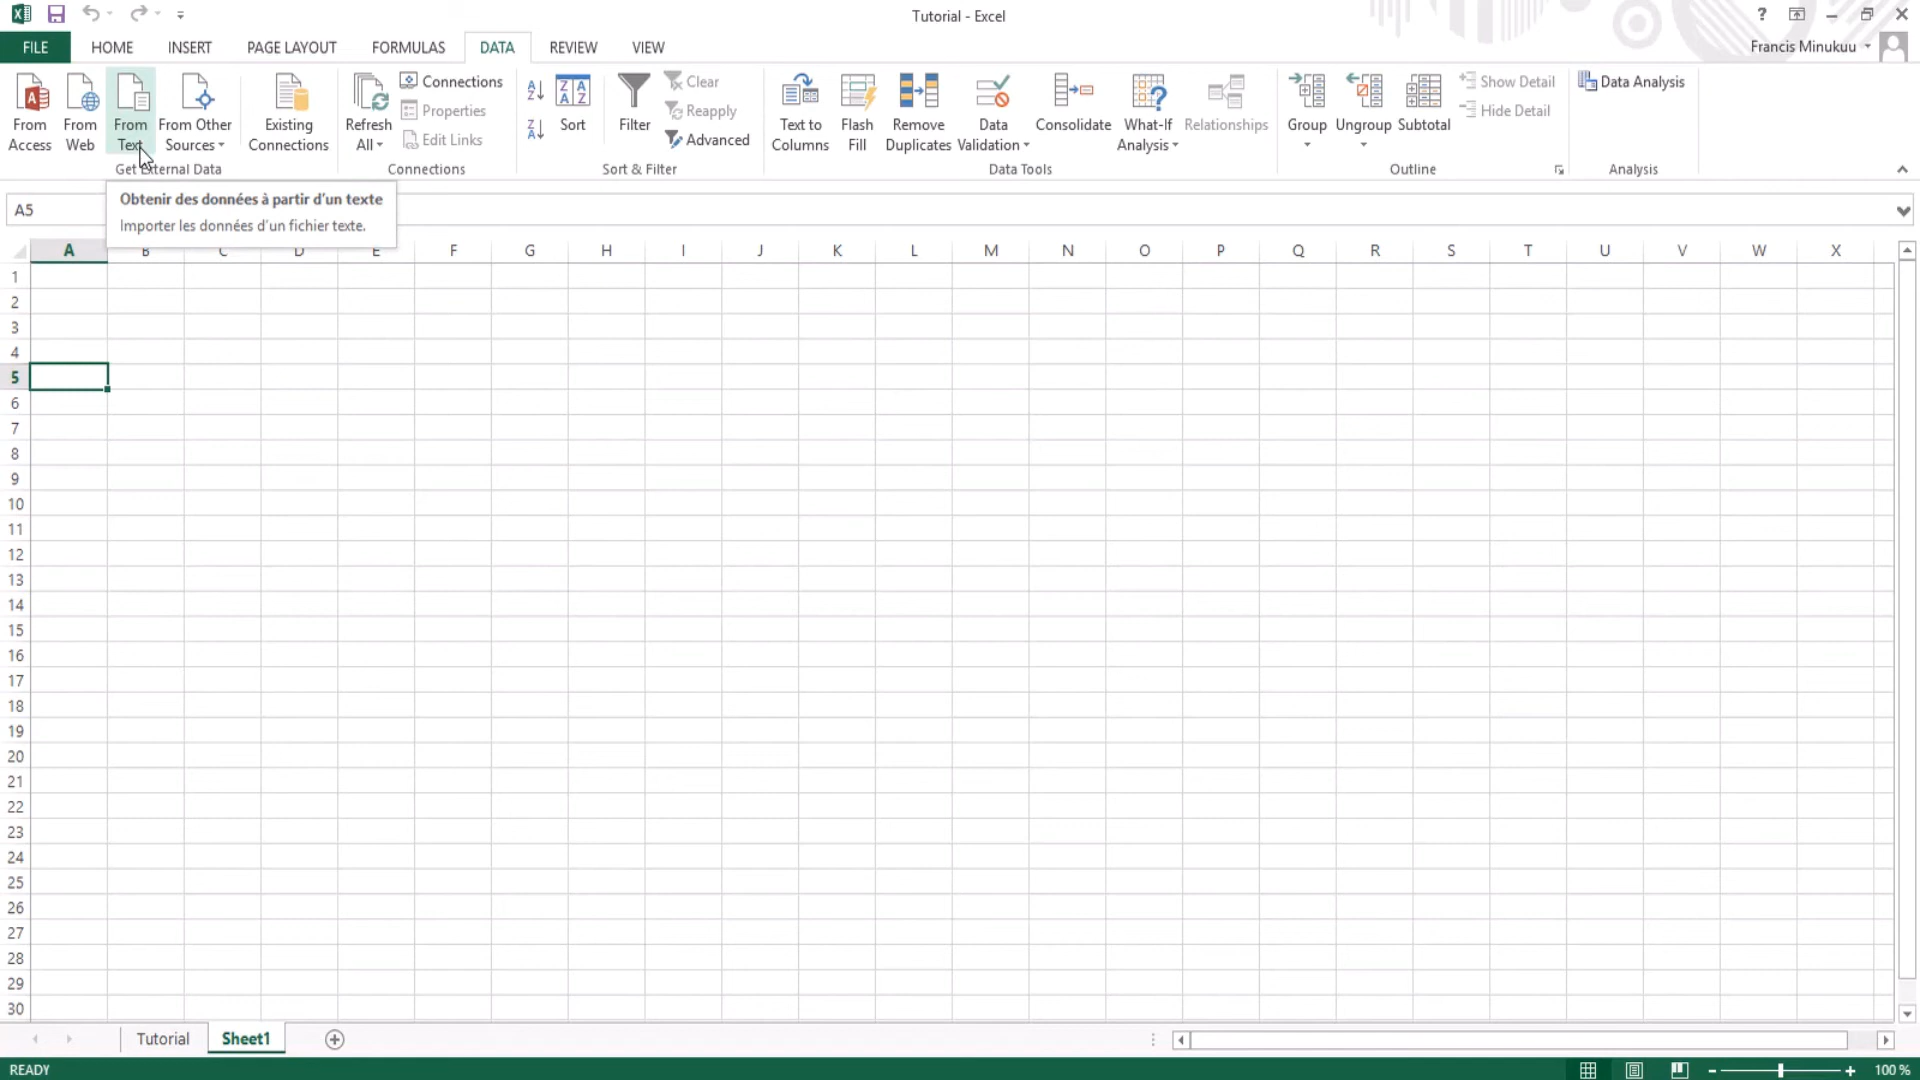 Tutorial - Excel
?
FILE HOME INSERT PAGE LAYOUT FORMULAS DATA REVIEW VIEW
Francis Minukuu
From Access
From Web
From Text
From Other Sources
Existing Connections
Get External Data
Refresh All
Connections
Properties
Edit Links
Connections
Sort
Filter
Clear
Reapply
Advanced
Sort & Filter
Text to Columns
Flash Fill
Remove Duplicates
Data Validation
Consolidate
What-If Analysis
Relationships
Data Tools
Group
Ungroup
Subtotal
Show Detail
Hide Detail
Outline
Data Analysis
Analysis
A5
Obtenir des données à partir d'un texte
Importer les données d'un fichier texte.
A B C D E F G H I J K L M N O P Q R S T U V W X
1
2
3
4
5
6
7
8
9
10
11
12
13
14
15
16
17
18
19
20
21
22
23
24
25
26
27
28
29
30
Tutorial Sheet1
READY
100 %